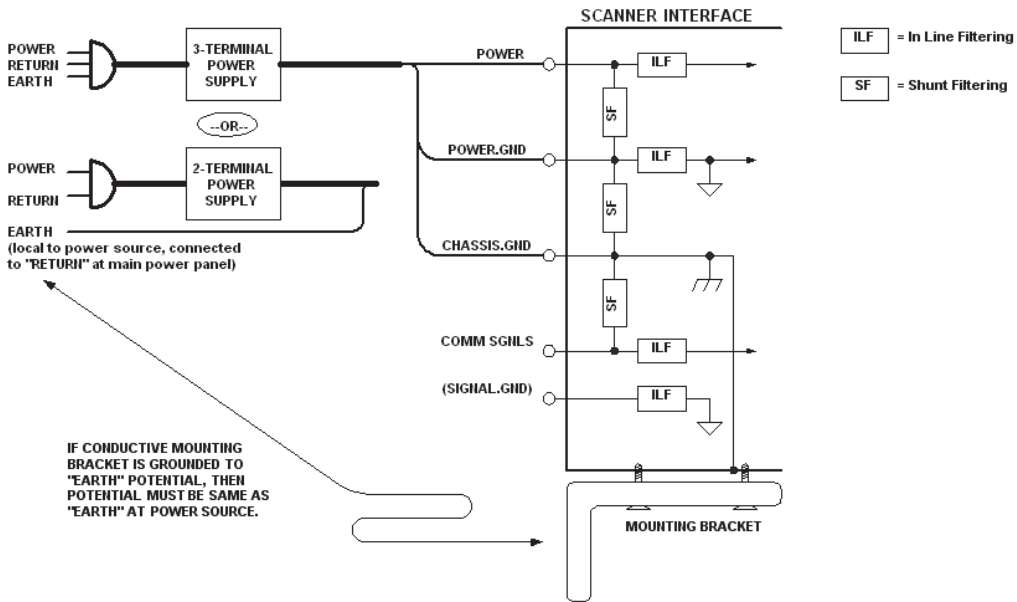 SCANNER INTERFACE
ILF = In Line Filtering
SF = Shunt Filtering
POWER
RETURN
EARTH
3-TERMINAL
POWER
SUPPLY
--OR--
POWER
RETURN
2-TERMINAL
POWER
SUPPLY
EARTH
(local to power source, connected
to "RETURN" at main power panel)
POWER
ILF
SF
POWER.GND
ILF
SF
CHASSIS.GND
SF
COMM SGNLS
ILF
(SIGNAL.GND)
ILF
IF CONDUCTIVE MOUNTING
BRACKET IS GROUNDED TO
"EARTH" POTENTIAL, THEN
POTENTIAL MUST BE SAME AS
"EARTH" AT POWER SOURCE.
MOUNTING BRACKET